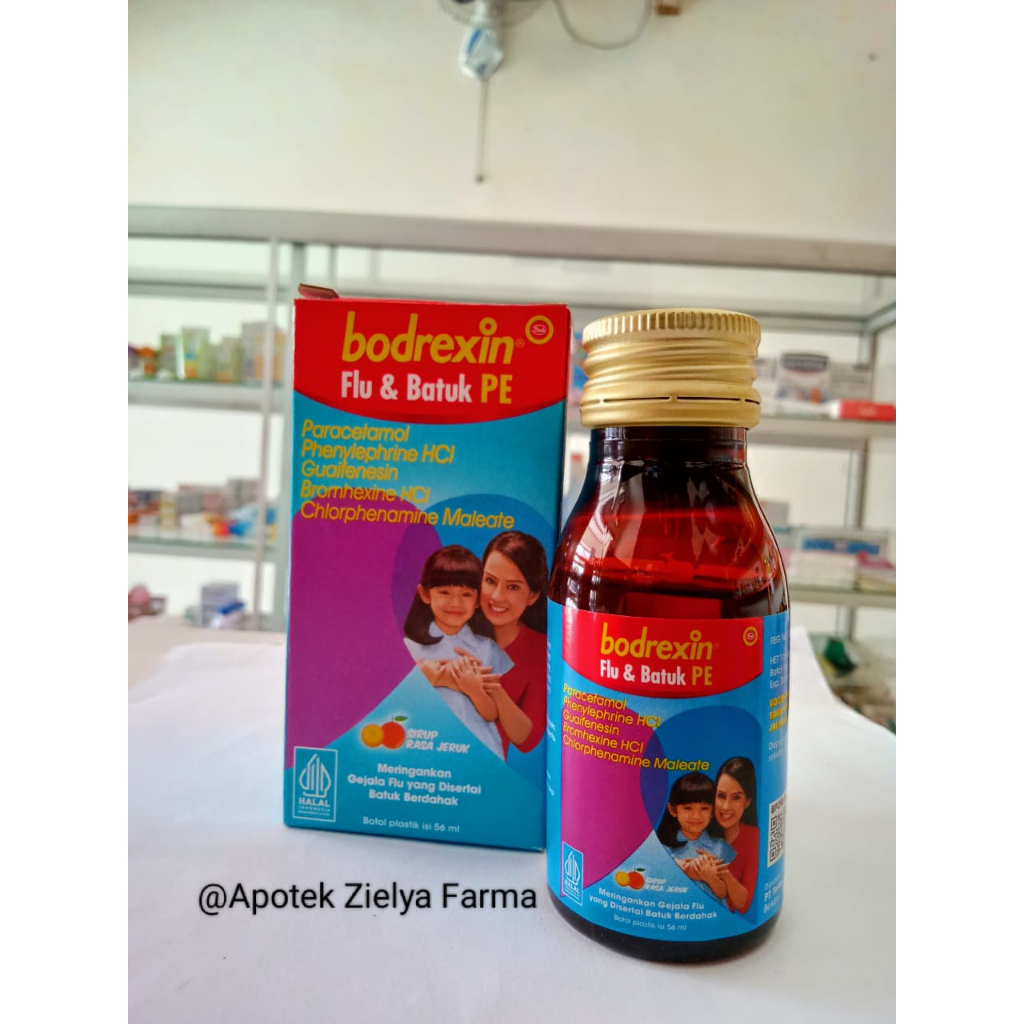 bodrexin®
Flu & Batuk PE
Paracetamol
Phenylephrine HCl
Guaifenesin
Bromhexine HCl
Chlorphenamine Maleate
SIRUP
RASA JERUK
HALAL
INDONESIA
Meringankan
Gejala Flu yang Disertai
Batuk Berdahak
Botol plastik isi 56 ml
bodrexin
Flu & Batuk PE
Paracetamol
Phenylephrine HCl
Guaifenesin
Bromhexine HCl
Chlorphenamine Maleate
SIRUP
RASA JERUK
HALAL
Meringankan Gejala Flu
yang Disertai Batuk Berdahak
Botol plastik isi 56 ml
@Apotek Zielya Farma